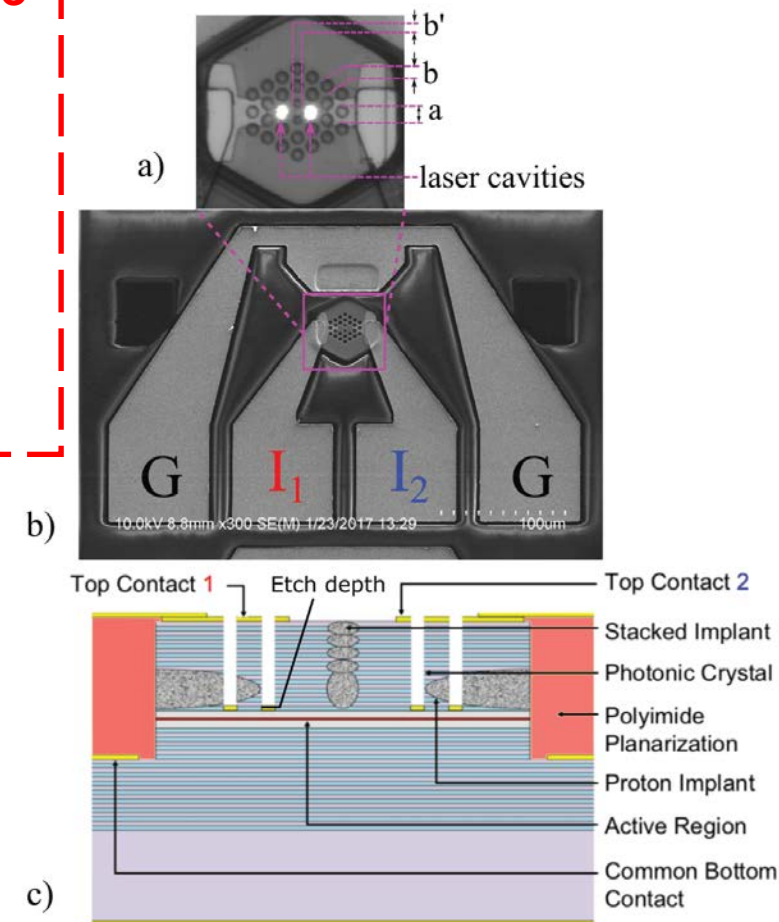 b'
b
a
a)
laser cavities
G
I1
I2
G
b)
10.0kV 8.8mm x300 SE(M) 1/23/2017 13:29
100um
Top Contact 1
Etch depth
Top Contact 2
Stacked Implant
Photonic Crystal
Polyimide
Planarization
Proton Implant
Active Region
Common Bottom
Contact
c)